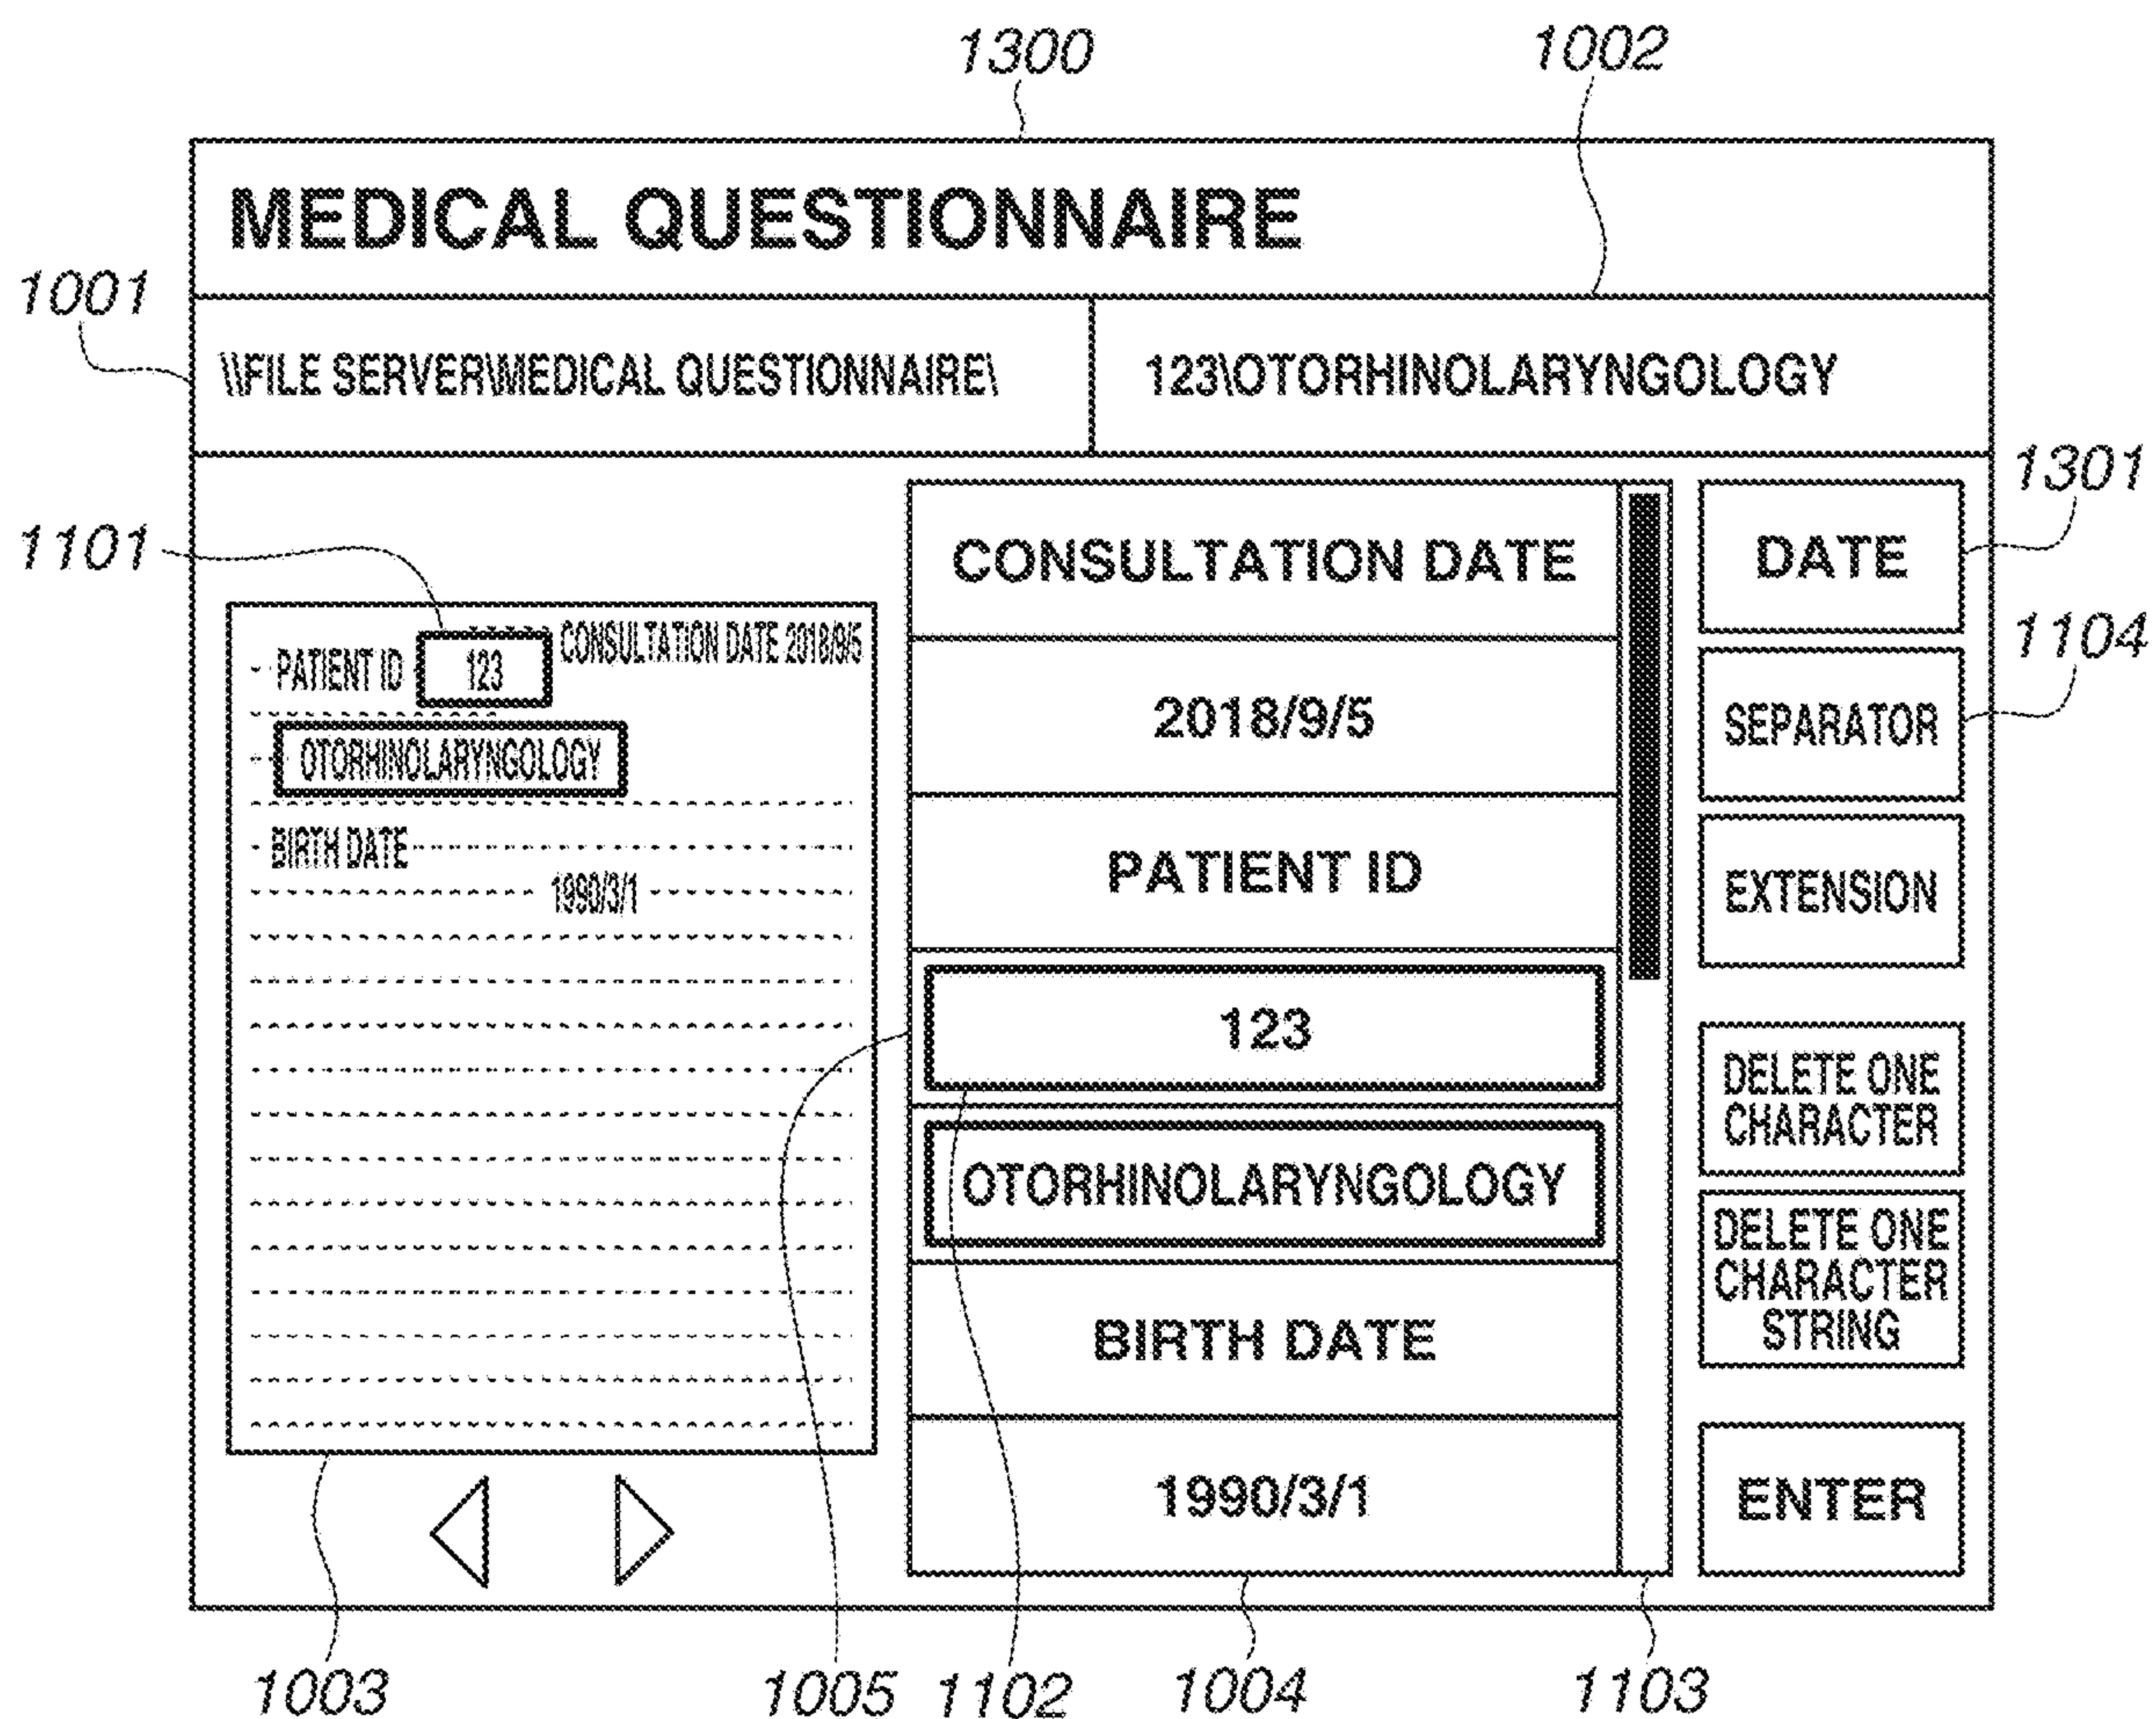 1300
1002
MEDICAL QUESTIONNAIRE
1001
\\FILE SERVER\MEDICAL QUESTIONNAIRE\
123\OTORHINOLARYNGOLOGY
1101
PATIENT ID
123
CONSULTATION DATE 2018/9/5
OTORHINOLARYNGOLOGY
BIRTH DATE
1990/3/1
CONSULTATION DATE
2018/9/5
PATIENT ID
123
OTORHINOLARYNGOLOGY
BIRTH DATE
1990/3/1
DATE
1301
SEPARATOR
1104
EXTENSION
DELETE ONE
CHARACTER
DELETE ONE
CHARACTER
STRING
ENTER
1003
1005
1102
1004
1103